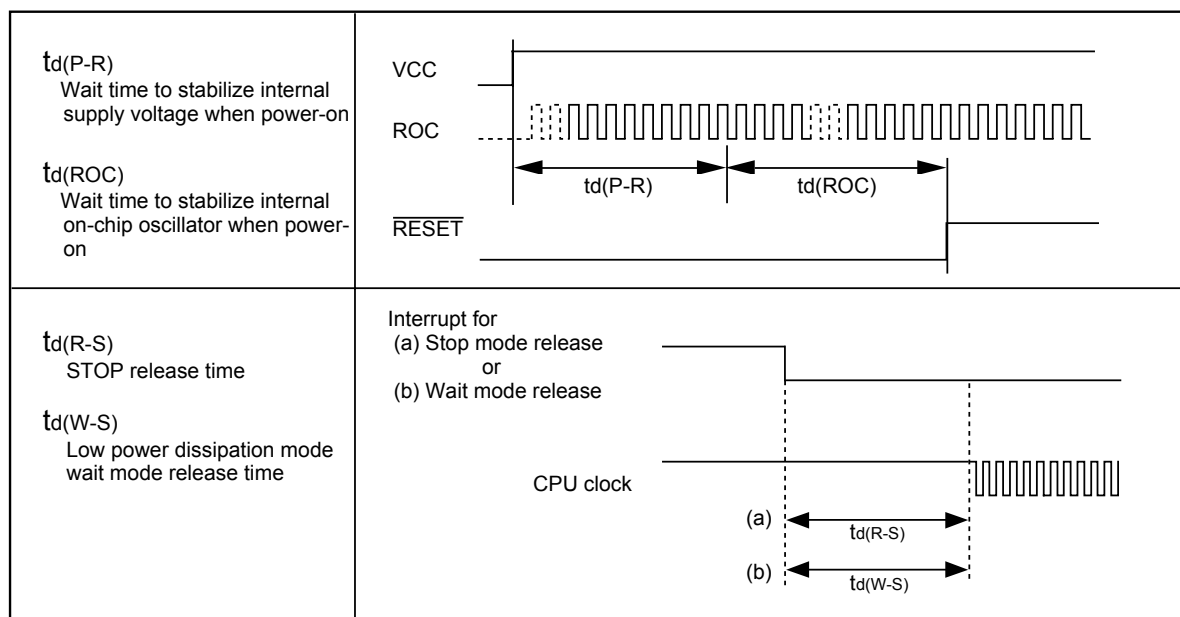 td(P-R)
Wait time to stabilize internal
supply voltage when power-on
td(ROC)
Wait time to stabilize internal
on-chip oscillator when power-
on
VCC
ROC
td(P-R)
td(ROC)
RESET
td(R-S)
STOP release time
td(W-S)
Low power dissipation mode
wait mode release time
Interrupt for
(a) Stop mode release
or
(b) Wait mode release
CPU clock
(a)
td(R-S)
(b)
td(W-S)